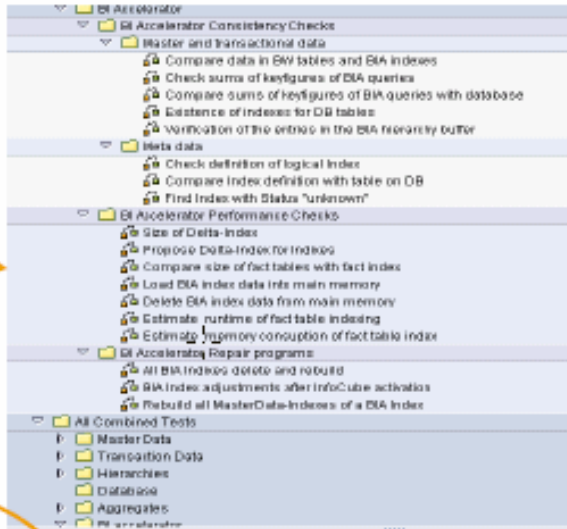 BI Accelerator
BI Accelerator Consistency Checks
Master and transactional data
Compare data in BW tables and BIA indexes
Check sums of keyfigures of BIA queries
Compare sums of keyfigures of BIA queries with database
Existence of indexes for DB tables
Verification of the entries in the BIA hierarchy buffer
Meta data
Check definition of logical Index
Compare index definition with table on DB
Find Index with Status "unknown"
BI Accelerator Performance Checks
Size of Delta-Index
Propose Delta-Index for Indixes
Compare size of fact tables with fact index
Load BIA index data into main memory
Delete BIA index data from main memory
Estimate runtime of fact table indexing
Estimate memory consuption of fact table index
BI Accelerator Repair programs
All BIA Indixes delete and rebuild
BIA Index adjustments after InfoCube activation
Rebuild all MasterData-Indexes of a BIA Index
All Combined Tests
Master Data
Transaction Data
Hierarchies
Database
Aggregates
BI accelerator